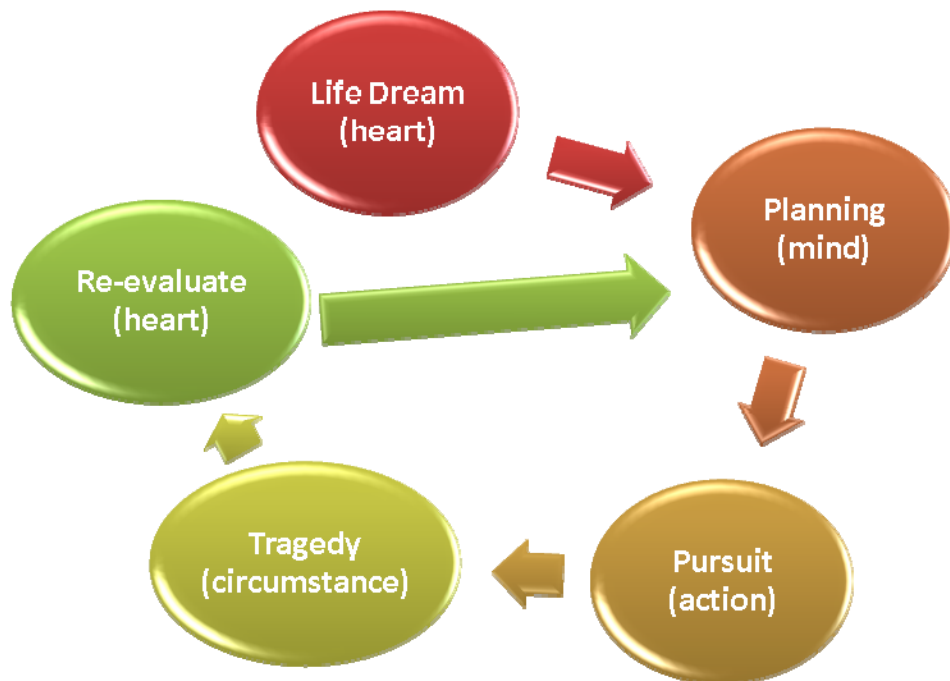 Life Dream
(heart)
Planning
(mind)
Pursuit
(action)
Tragedy
(circumstance)
Re-evaluate
(heart)